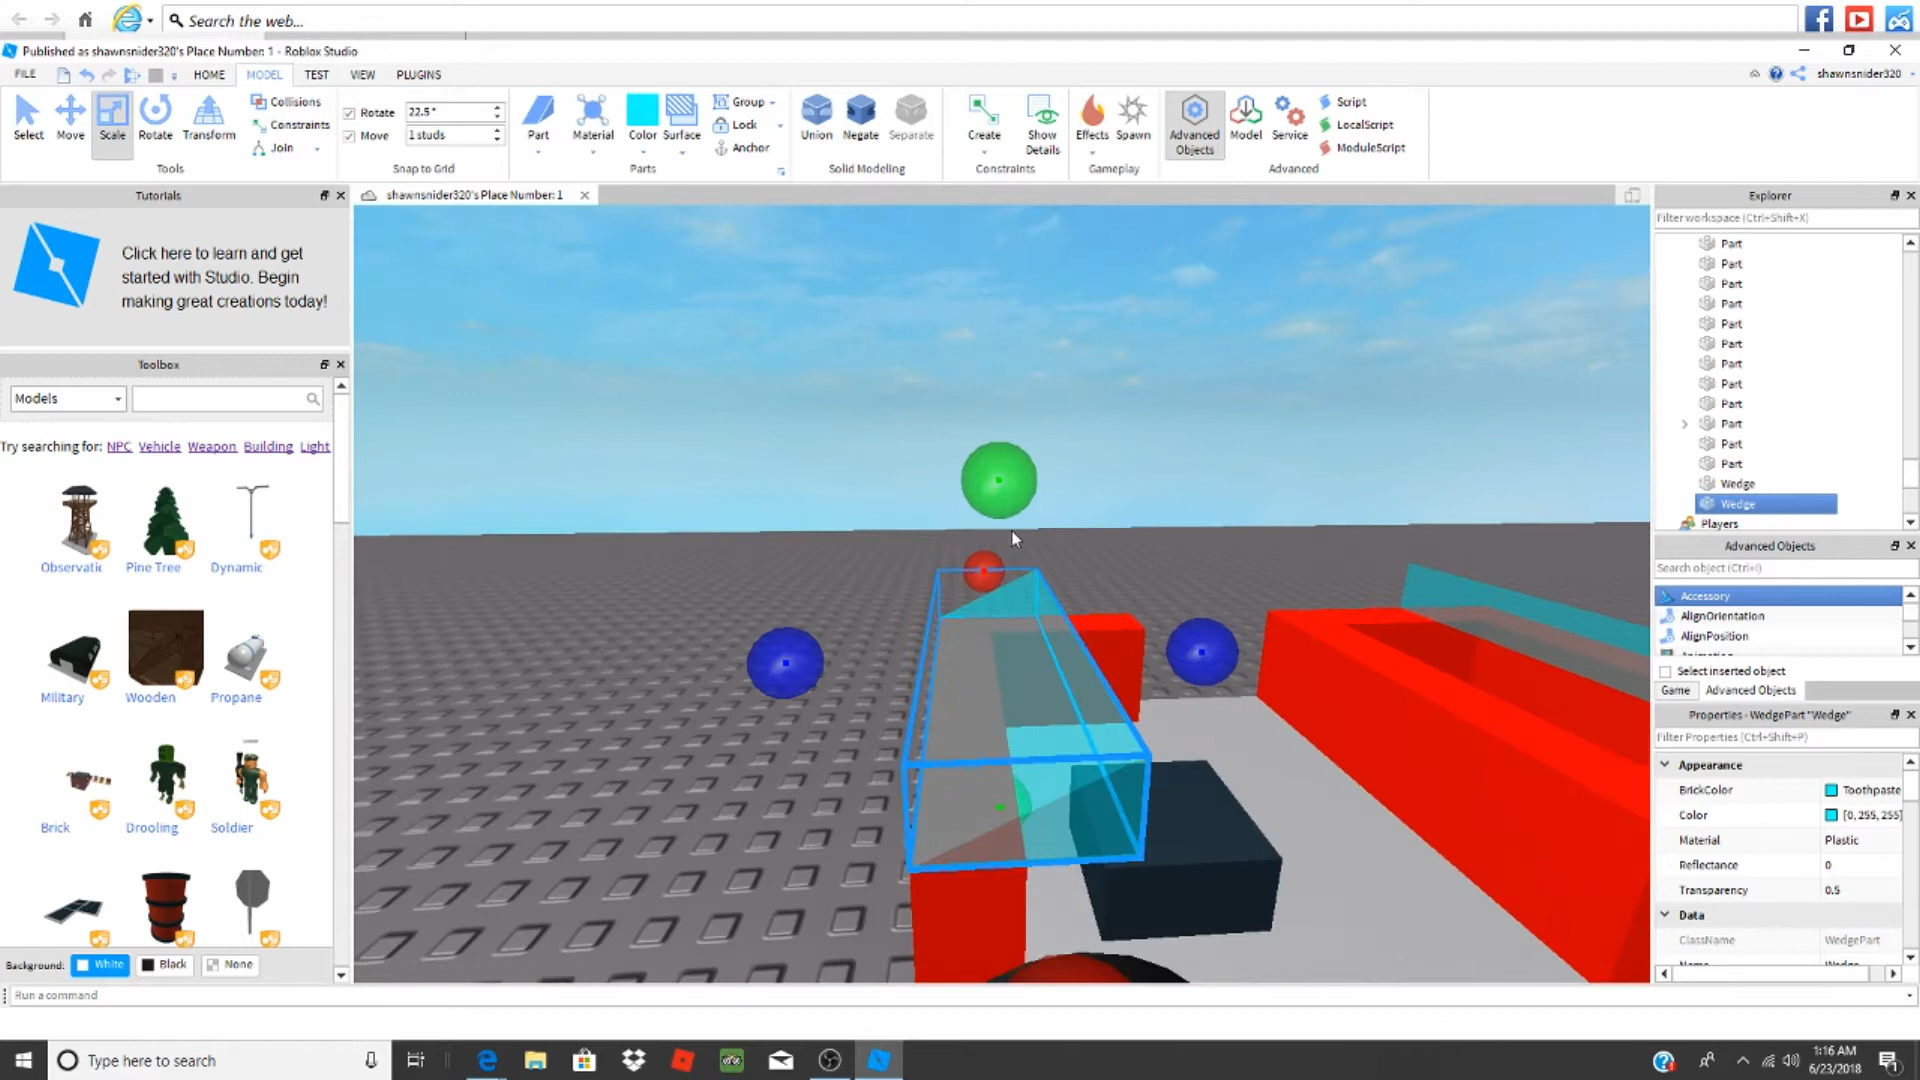 Search the web...
Published as shawnsnider320's Place Number: 1 - Roblox Studio
FILE HOME MODEL TEST VIEW PLUGINS shawnsnider320
Select Move Scale Rotate Transform
Collisions
Constraints
Join
Tools
Rotate 22.5°
Move 1 studs
Snap to Grid
Part Material Color Surface
Group
Lock
Anchor
Parts
Union Negate Separate
Solid Modeling
Create Show Details
Constraints
Effects Spawn
Gameplay
Advanced Objects Model Service
Script
LocalScript
ModuleScript
Advanced
Tutorials
Click here to learn and get
started with Studio. Begin
making great creations today!
Toolbox
Models
Try searching for: NPC Vehicle Weapon Building Light
Observatic Pine Tree Dynamic
Military Wooden Propane
Brick Drooling Soldier
Background: White Black None
Run a command
shawnsnider320's Place Number: 1
Explorer
Filter workspace (Ctrl+Shift+X)
Part
Part
Part
Part
Part
Part
Part
Part
Part
Part
Part
Part
Wedge
Wedge
Players
Advanced Objects
Search object (Ctrl+I)
Accessory
AlignOrientation
AlignPosition
Select inserted object
Game Advanced Objects
Properties - WedgePart "Wedge"
Filter Properties (Ctrl+Shift+P)
Appearance
BrickColor Toothpaste
Color [0, 255, 255]
Material Plastic
Reflectance 0
Transparency 0.5
Data
ClassName WedgePart
Type here to search
1:16 AM
6/23/2018